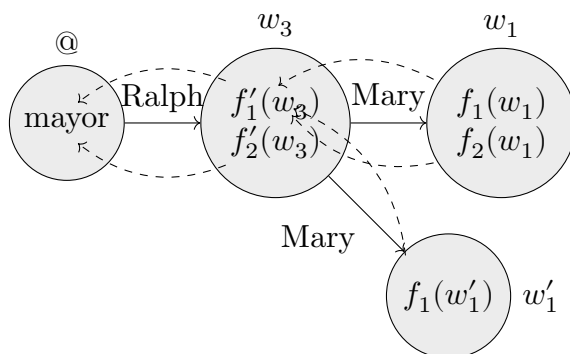 @
w₃
w₁
mayor
Ralph
f′₁(w₃)
f′₂(w₃)
Mary
f₁(w₁)
f₂(w₁)
Mary
f₁(w′₁)
w′₁